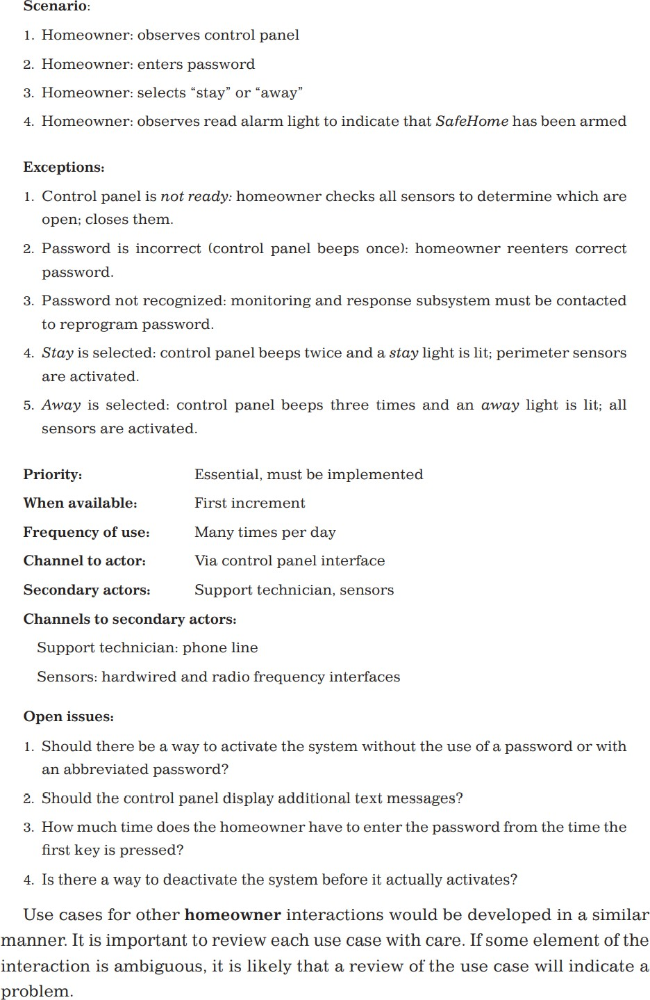 Scenario:
1. Homeowner: observes control panel
2. Homeowner: enters password
3. Homeowner: selects “stay” or “away”
4. Homeowner: observes read alarm light to indicate that SafeHome has been armed
Exceptions:
1. Control panel is not ready: homeowner checks all sensors to determine which are
open; closes them.
2. Password is incorrect (control panel beeps once): homeowner reenters correct
password.
3. Password not recognized: monitoring and response subsystem must be contacted
to reprogram password.
4. Stay is selected: control panel beeps twice and a stay light is lit; perimeter sensors
are activated.
5. Away is selected: control panel beeps three times and an away light is lit; all
sensors are activated.
Priority: Essential, must be implemented
When available: First increment
Frequency of use: Many times per day
Channel to actor: Via control panel interface
Secondary actors: Support technician, sensors
Channels to secondary actors:
Support technician: phone line
Sensors: hardwired and radio frequency interfaces
Open issues:
1. Should there be a way to activate the system without the use of a password or with
an abbreviated password?
2. Should the control panel display additional text messages?
3. How much time does the homeowner have to enter the password from the time the
first key is pressed?
4. Is there a way to deactivate the system before it actually activates?
Use cases for other homeowner interactions would be developed in a similar
manner. It is important to review each use case with care. If some element of the
interaction is ambiguous, it is likely that a review of the use case will indicate a
problem.